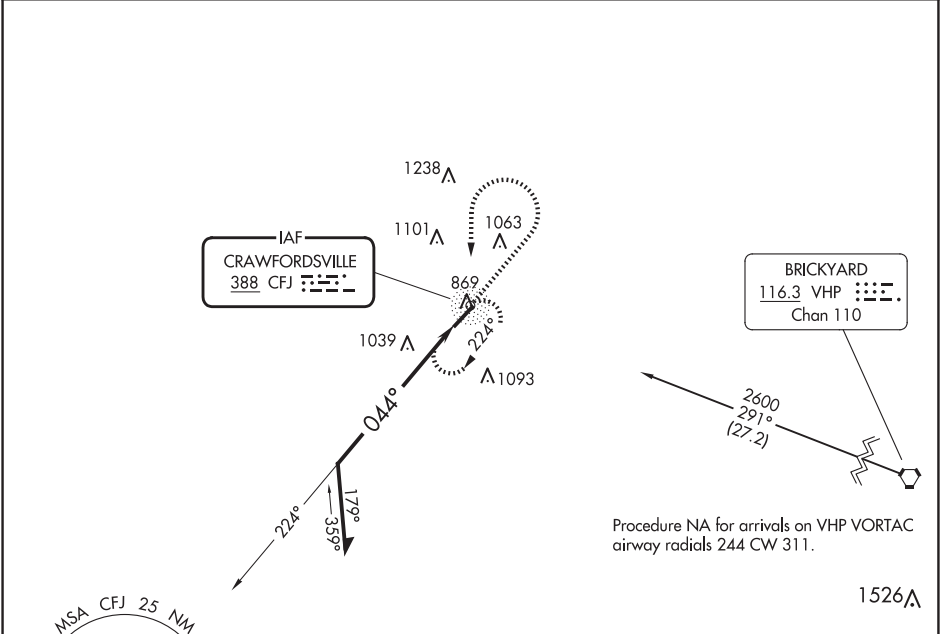 1238
1101
1063
IAF
CRAWFORDSVILLE
388 CFJ
869
224°
1039
1093
044°
BRICKYARD
116.3 VHP
Chan 110
2600
291°
(27.2)
179°
359°
224°
Procedure NA for arrivals on VHP VORTAC
airway radials 244 CW 311.
1526
MSA CFJ 25 NM